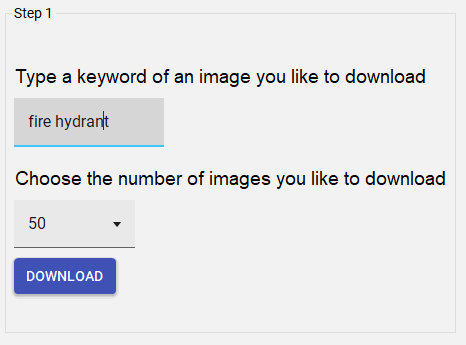 Step 1
Type a keyword of an image you like to download
fire hydrant
Choose the number of images you like to download
50
DOWNLOAD